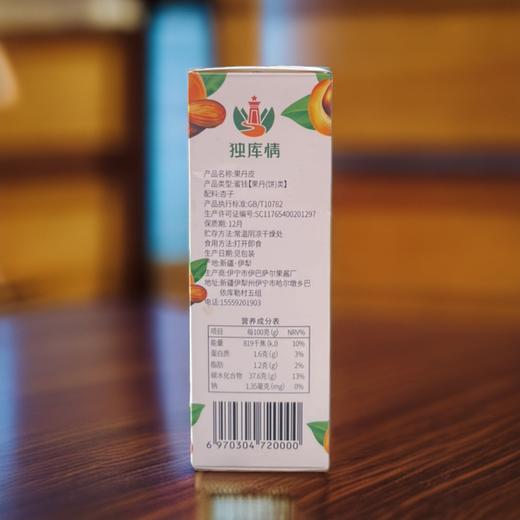 独库情
产品名称:果丹皮
产品类型:蜜饯【果丹(饼)类】
配料:杏子
产品执行标准:GB/T10782
生产许可证编号:SC11765400201297
保质期: 12月
贮存方法:常温阴凉干燥处
食用方法:打开即食
生产日期:见包装
产地:新疆·伊犁
生产商:伊宁市伊巴萨尔果酱厂
地址:新疆伊犁州伊宁市哈尔墩乡巴
依库勒村五组
电话:15559201903
营养成分表
项目 每100克(g) NRV%
能量 819千焦(kJ) 10%
蛋白质 1.6克(g) 3%
脂肪 1.2克(g) 2%
碳水化合物 37.6克(g) 13%
钠 1.35毫克(mg) 0%
6 970304 720000